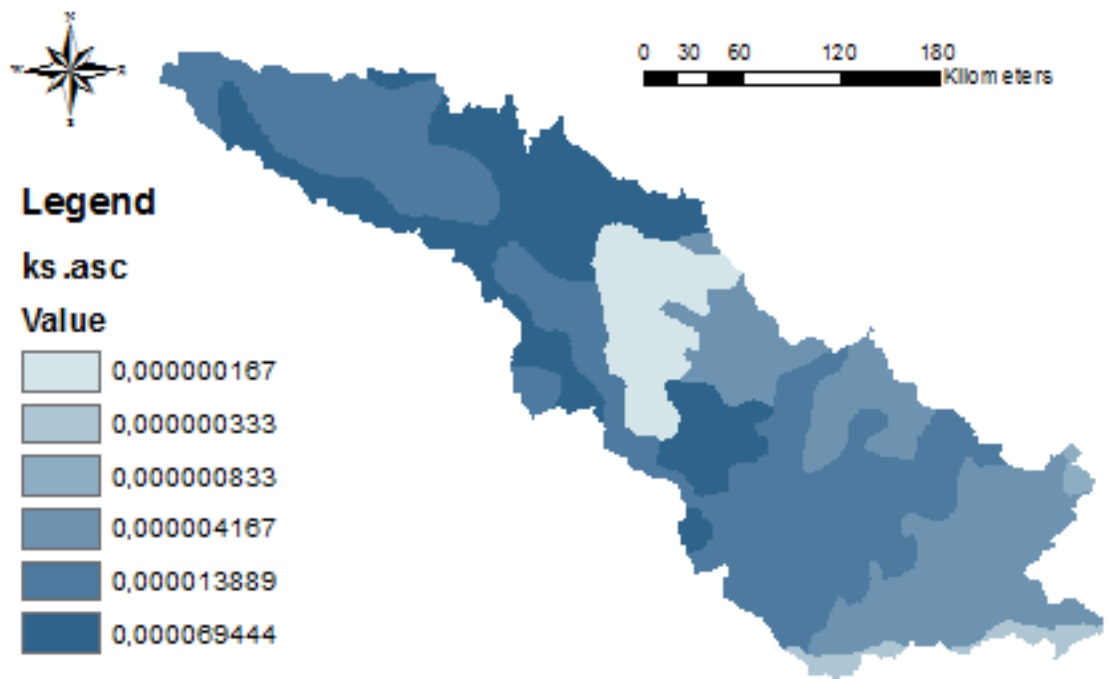 N
W E
S
0 30 60 120 180
Kilometers
Legend
ks.asc
Value
0,000000167
0,000000333
0,000000833
0,000004167
0,000013889
0,000069444